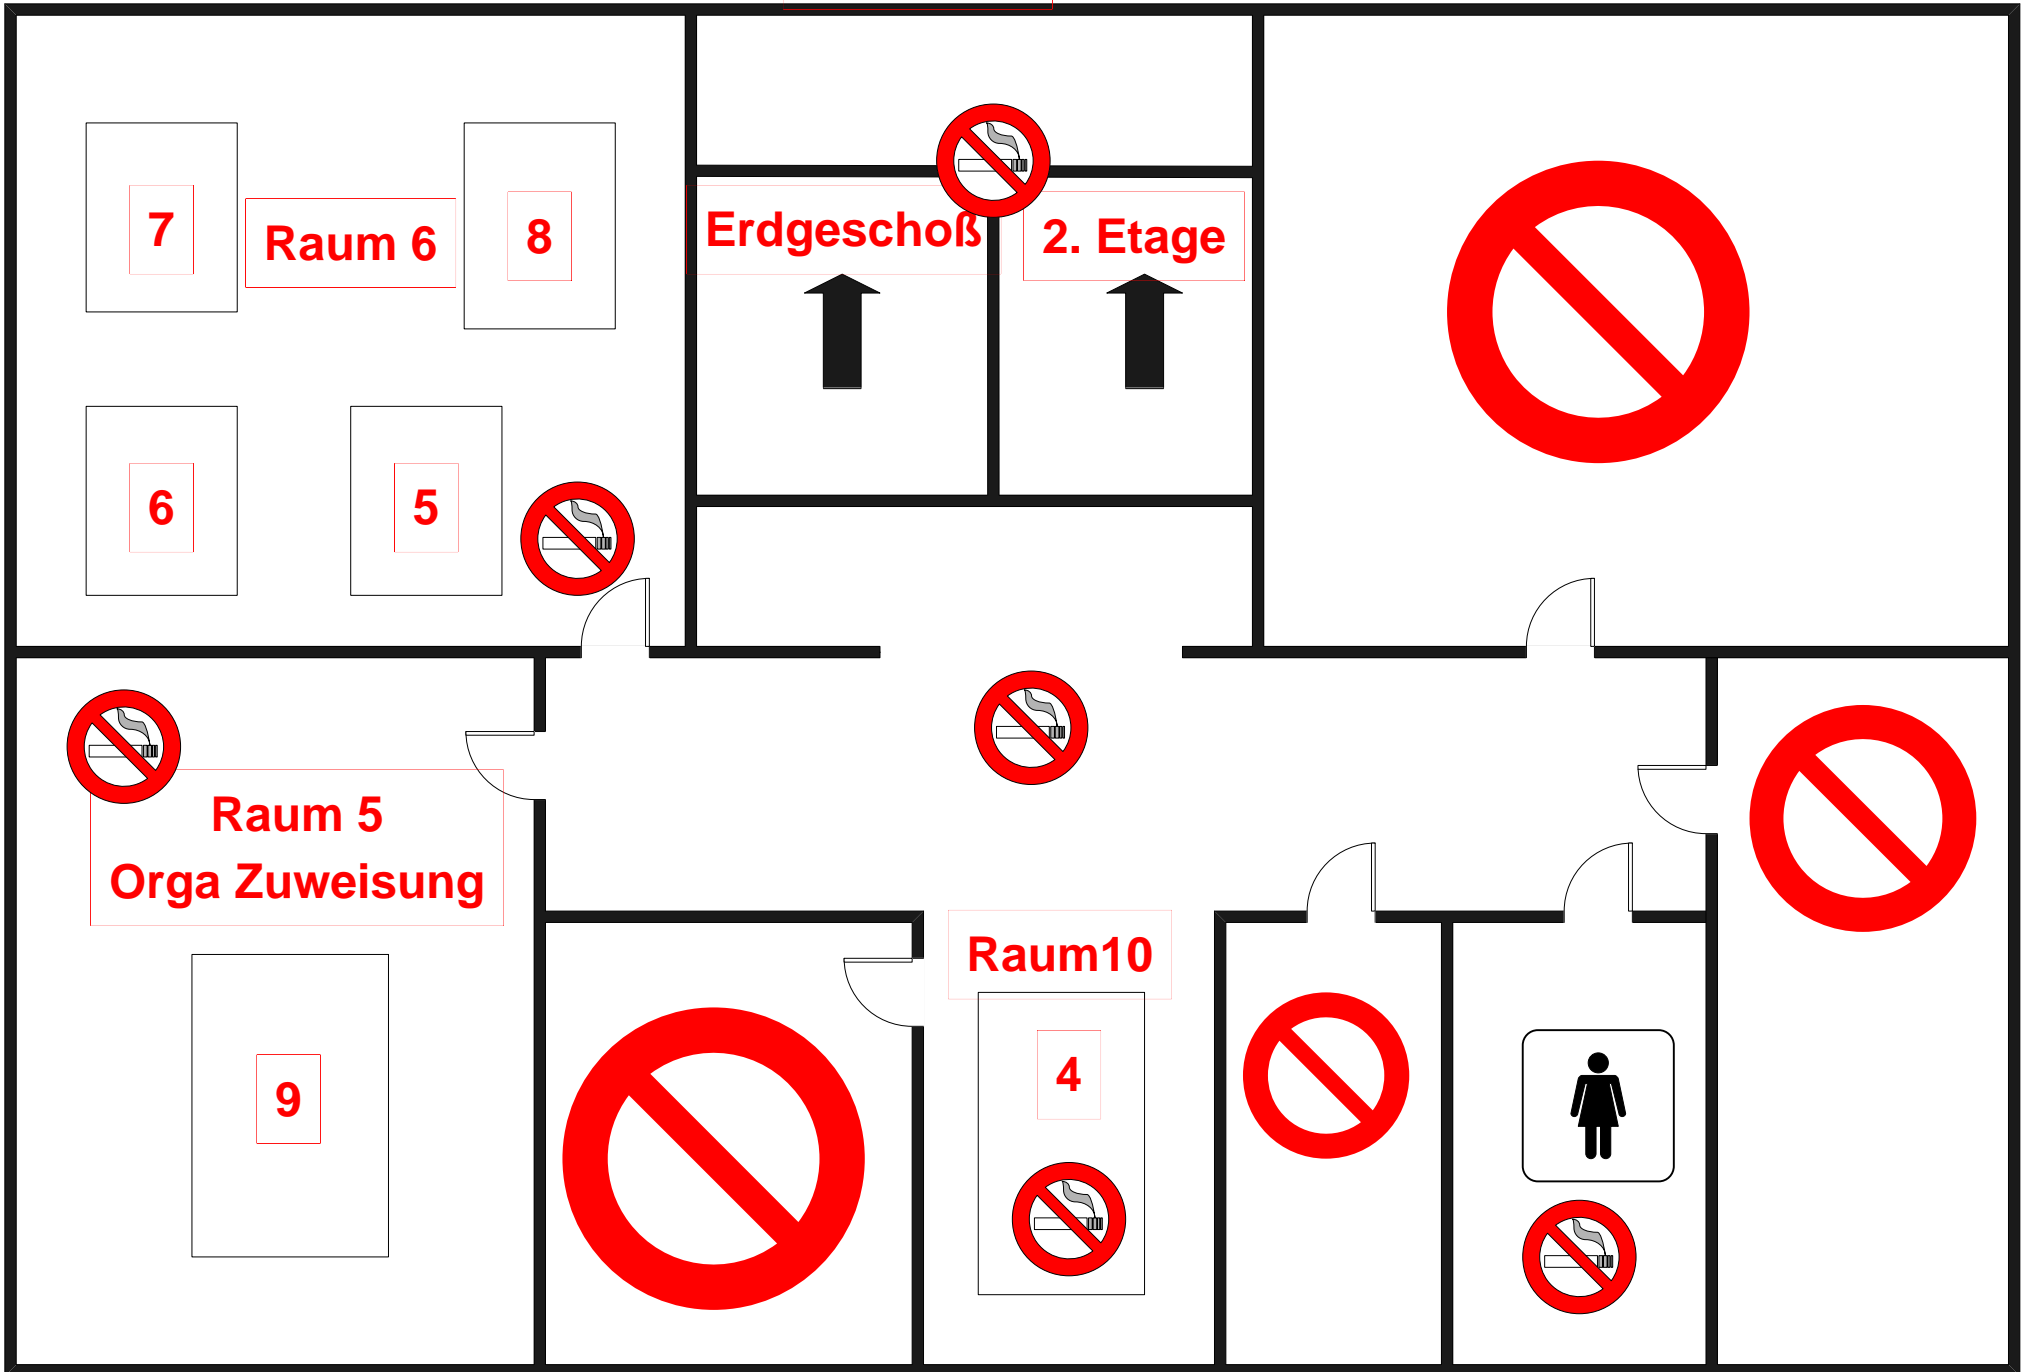 7
Raum 6
8
Erdgeschoß
2. Etage
6
5
Raum 5
Orga Zuweisung
9
Raum10
4